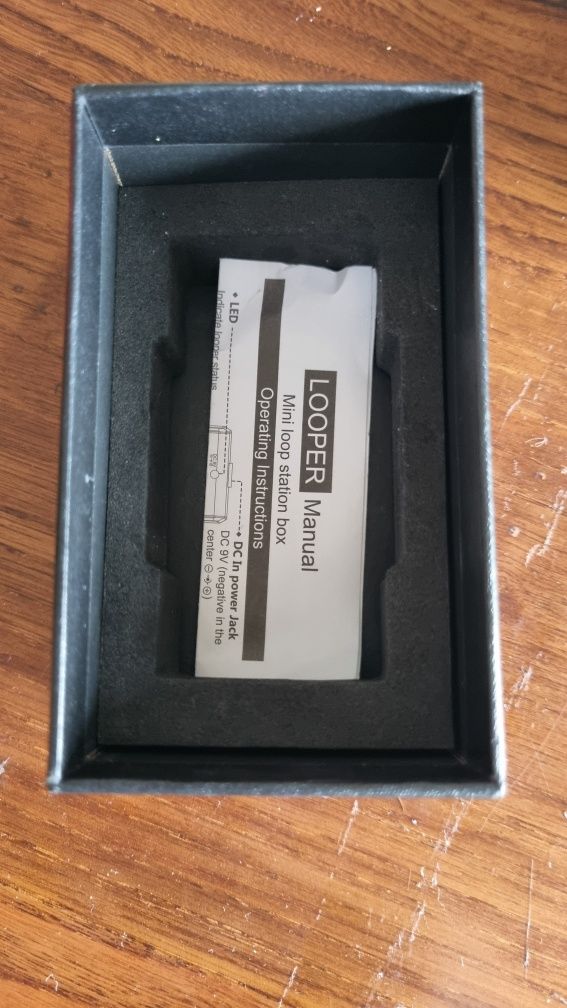 LOOPER Manual
Mini loop station box
Operating Instructions
LED
Indicate looper status
DC In power Jack
DC 9V (negative in the
center ⊖-●-⊕)